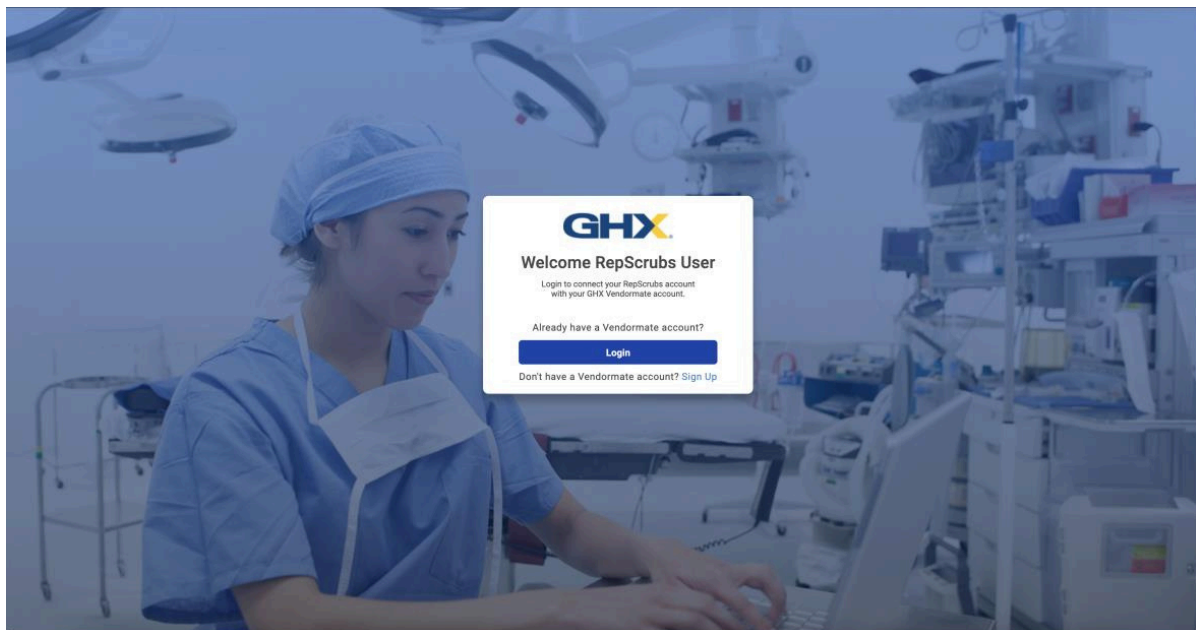 GHX
Welcome RepScrubs User
Login to connect your RepScrubs account
with your GHX Vendormate account.
Already have a Vendormate account?
Login
Don't have a Vendormate account? Sign Up